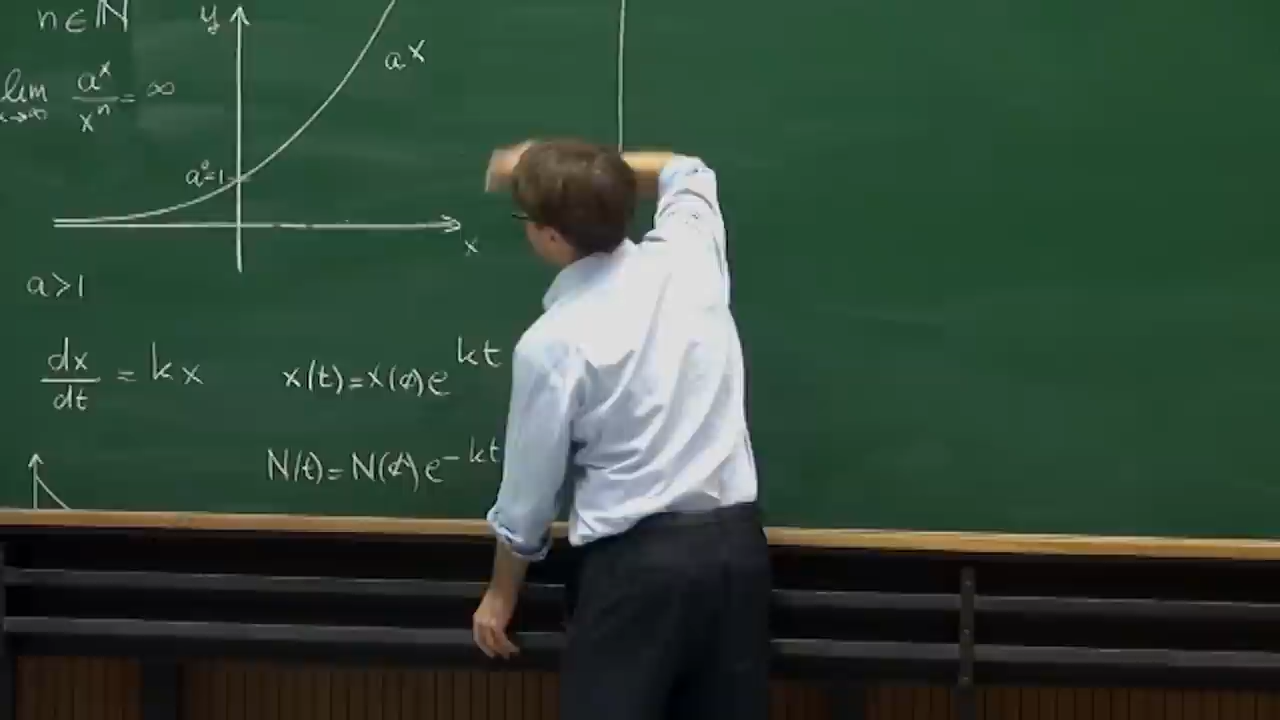 n ∈ ℕ
y
a^x
lim x→∞ a^x/x^n = ∞
a^0=1
x
a>1
dx/dt = kx
x(t)=x(0)e^kt
N(t)=N(0)e^-kt